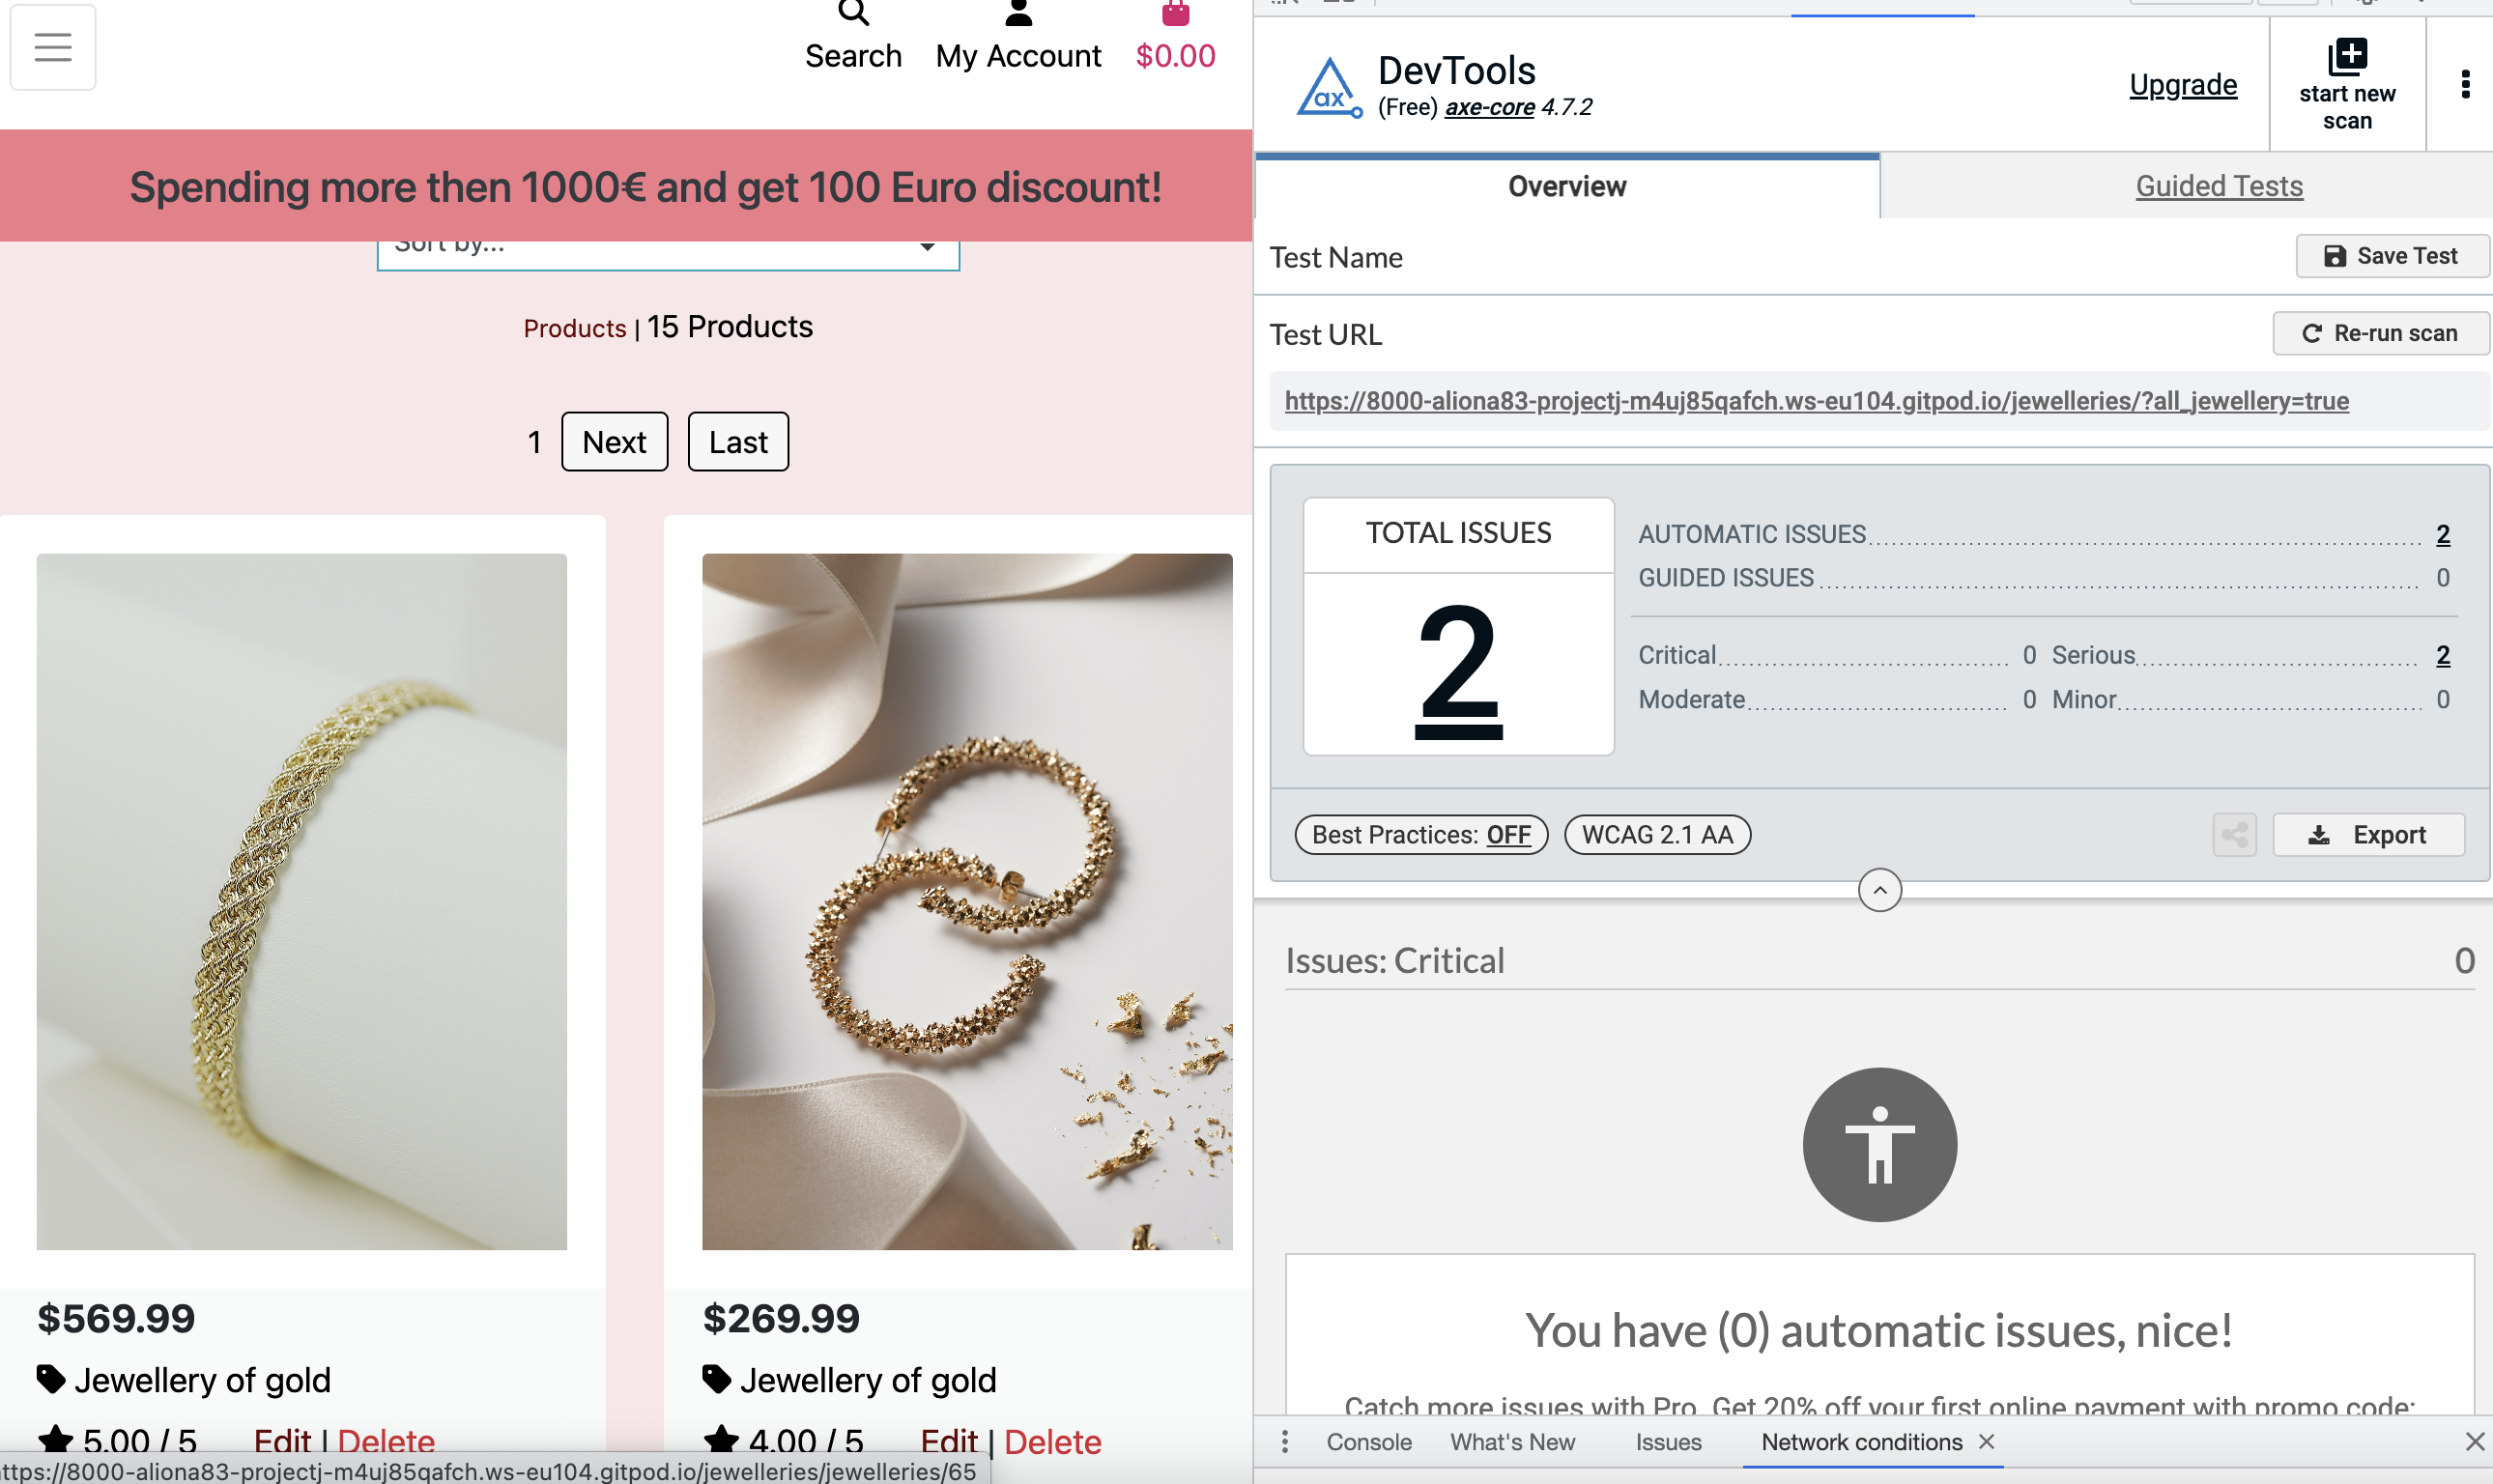 Search
My Account
$0.00
Spending more then 1000€ and get 100 Euro discount!
Sort by...
Products | 15 Products
1
Next
Last
$569.99
Jewellery of gold
5.00 / 5
Edit | Delete
$269.99
Jewellery of gold
4.00 / 5
Edit | Delete
ttps://8000-aliona83-projectj-m4uj85qafch.ws-eu104.gitpod.io/jewelleries/jewelleries/65
ax
DevTools
(Free) axe-core 4.7.2
Upgrade
start new
scan
Overview
Guided Tests
Test Name
Save Test
Test URL
Re-run scan
https://8000-aliona83-projectj-m4uj85qafch.ws-eu104.gitpod.io/jewelleries/?all_jewellery=true
TOTAL ISSUES
2
AUTOMATIC ISSUES 2
GUIDED ISSUES 0
Critical 0 Serious 2
Moderate 0 Minor 0
Best Practices: OFF
WCAG 2.1 AA
Export
Issues: Critical 0
You have (0) automatic issues, nice!
Catch more issues with Pro. Get 20% off your first online payment with promo code:
Console
What's New
Issues
Network conditions